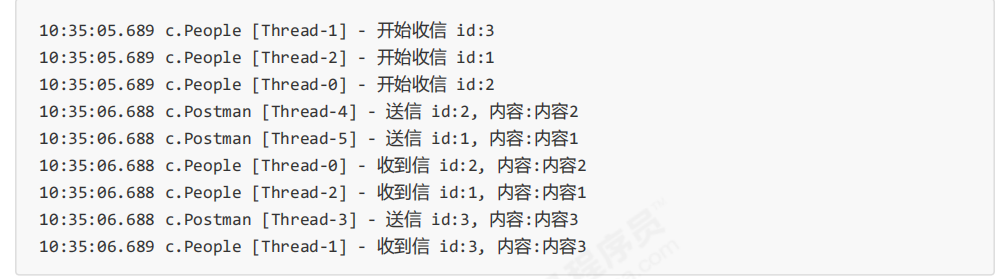 10:35:05.689 c.People [Thread-1] - 开始收信 id:3
10:35:05.689 c.People [Thread-2] - 开始收信 id:1
10:35:05.689 c.People [Thread-0] - 开始收信 id:2
10:35:06.688 c.Postman [Thread-4] - 送信 id:2, 内容:内容2
10:35:06.688 c.Postman [Thread-5] - 送信 id:1, 内容:内容1
10:35:06.688 c.People [Thread-0] - 收到信 id:2, 内容:内容2
10:35:06.688 c.People [Thread-2] - 收到信 id:1, 内容:内容1
10:35:06.688 c.Postman [Thread-3] - 送信 id:3, 内容:内容3
10:35:06.689 c.People [Thread-1] - 收到信 id:3, 内容:内容3
程序员